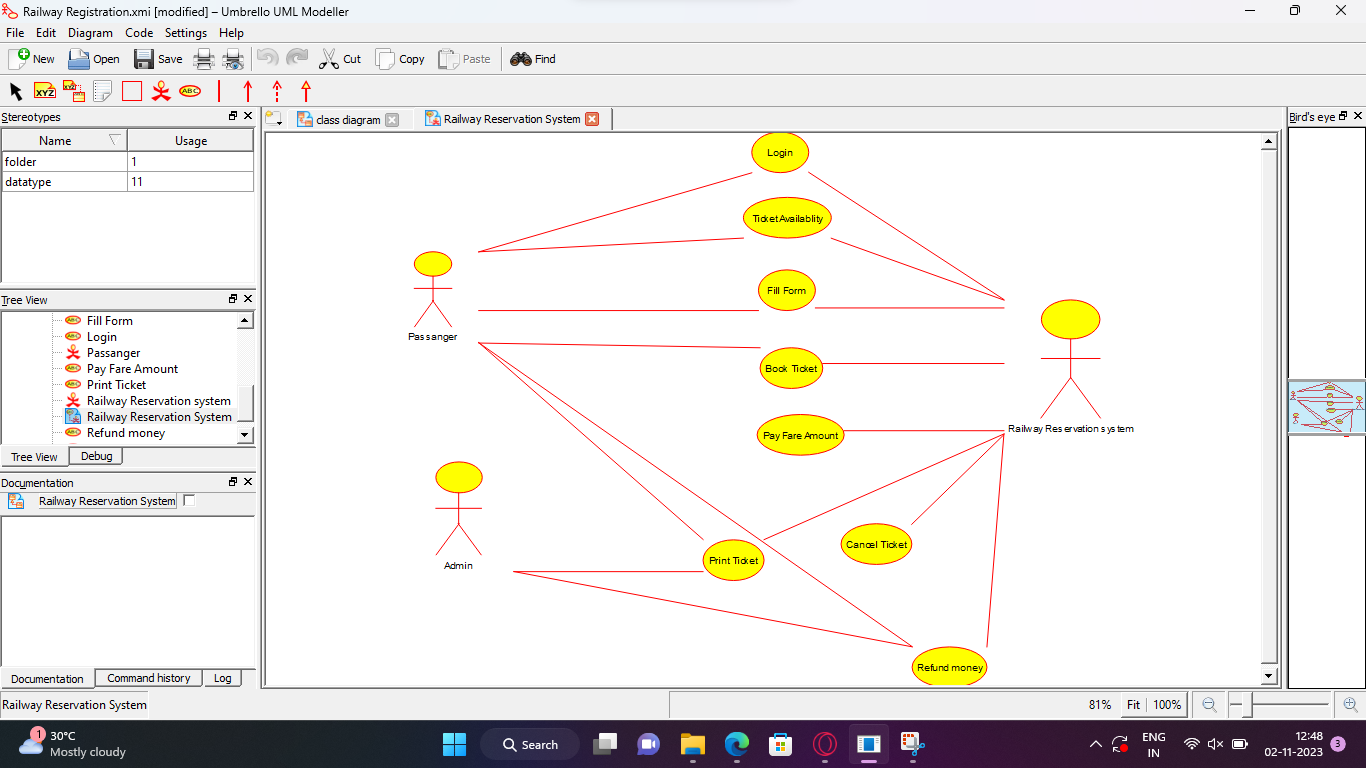 Railway Registration.xmi [modified] – Umbrello UML Modeller
File Edit Diagram Code Settings Help
New Open Save Cut Copy Paste Find
XYZ XYZ ABC
Stereotypes
Name Usage
folder 1
datatype 11
Tree View
Fill Form
Login
Passanger
Pay Fare Amount
Print Ticket
Railway Reservation system
Railway Reservation System
Refund money
Tree View Debug
Documentation
Railway Reservation System
Documentation Command history Log
class diagram Railway Reservation System
Login
Ticket Availablity
Fill Form
Passanger
Book Ticket
Railway Reservation system
Pay Fare Amount
Cancel Ticket
Print Ticket
Admin
Refund money
Bird's eye
Railway Reservation System 81% Fit 100%
1
30°C
Mostly cloudy
Search
ENG
IN
12:48
02-11-2023
3